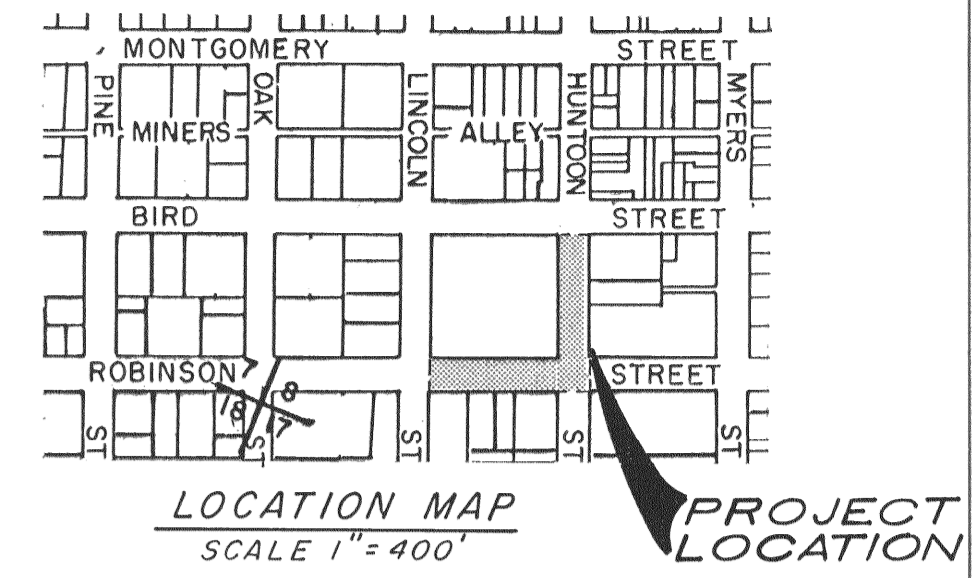 MONTGOMERY STREET
PINE
OAK
LINCOLN
HUNTOON
MYERS
MINERS ALLEY
BIRD STREET
ROBINSON STREET
7
8
18
17
ST
ST
ST
ST
ST
LOCATION MAP
SCALE 1"=400'
PROJECT
LOCATION